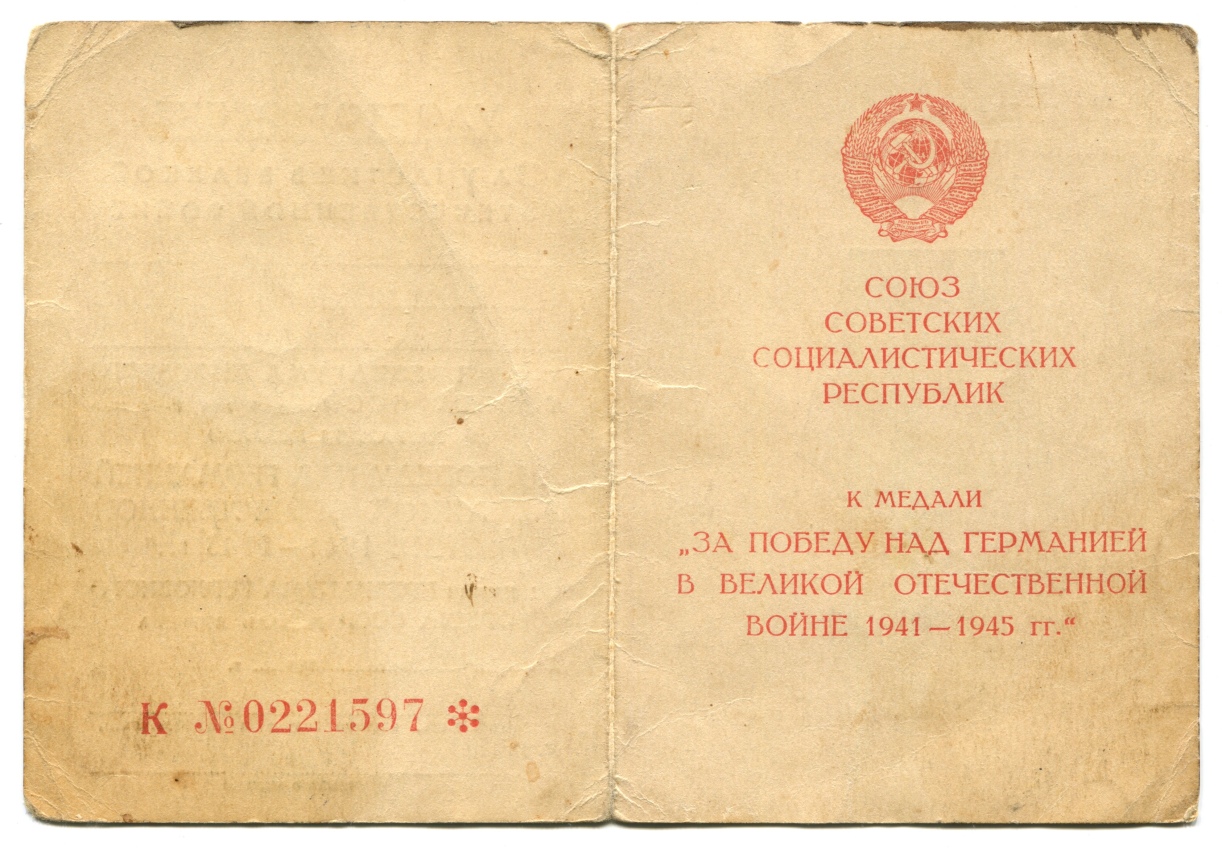 К №0221597
СОЮЗ
СОВЕТСКИХ
СОЦИАЛИСТИЧЕСКИХ
РЕСПУБЛИК
К МЕДАЛИ
„ЗА ПОБЕДУ НАД ГЕРМАНИЕЙ
В ВЕЛИКОЙ ОТЕЧЕСТВЕННОЙ
ВОЙНЕ 1941—1945 гг.“